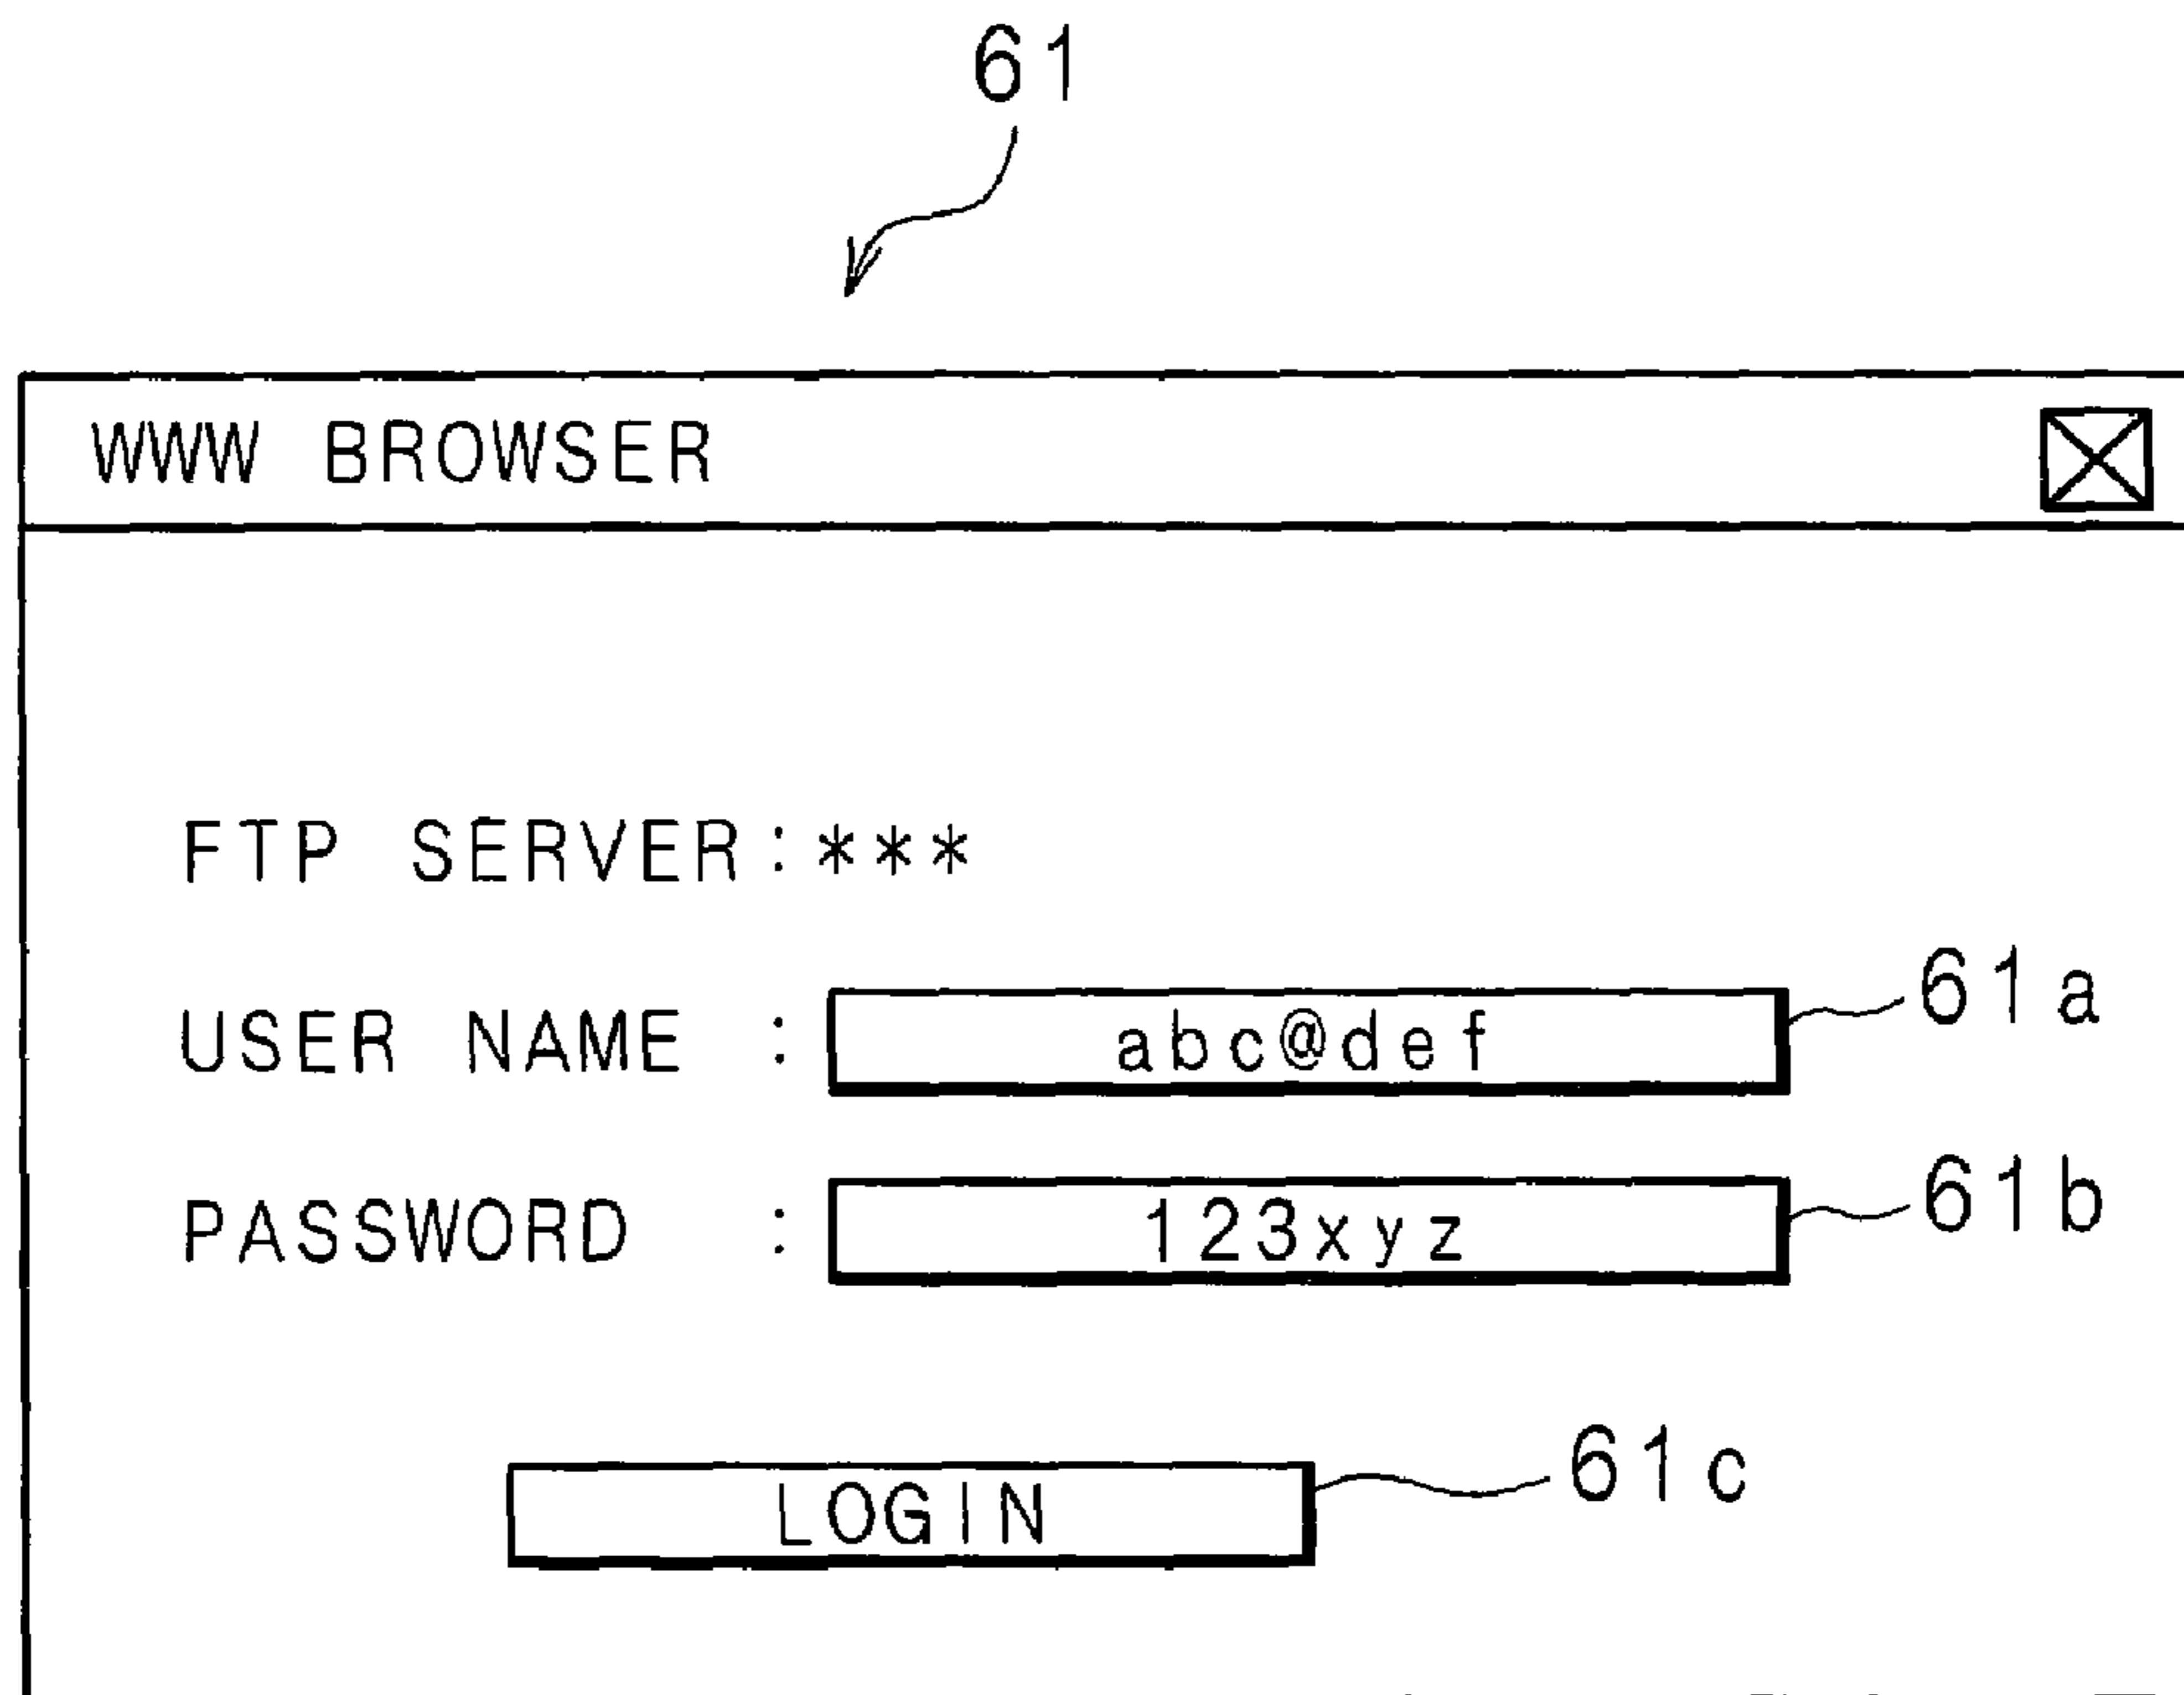 61
WWW BROWSER
FTP SERVER:***
USER NAME : abc@def 61a
PASSWORD : 123xyz 61b
LOGIN 61c